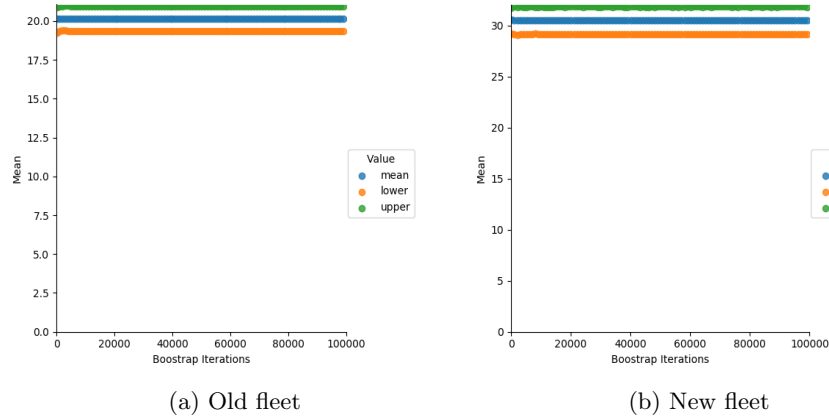 20.0
17.5
15.0
12.5
10.0
7.5
5.0
2.5
0.0
Mean
0
20000
40000
60000
80000
100000
Boostrap Iterations
Value
mean
lower
upper
(a) Old fleet
30
25
20
15
10
5
0
Mean
0
20000
40000
60000
80000
100000
Boostrap Iterations
(b) New fleet